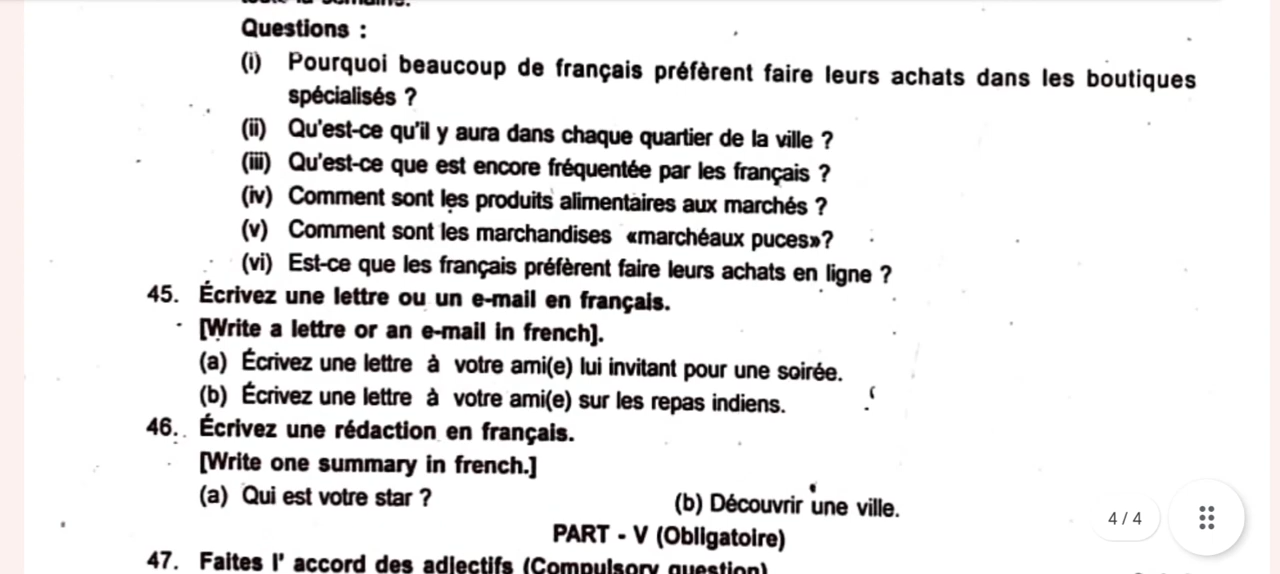 Questions :
(i) Pourquoi beaucoup de français préfèrent faire leurs achats dans les boutiques
spécialisés ?
(ii) Qu'est-ce qu'il y aura dans chaque quartier de la ville ?
(iii) Qu'est-ce que est encore fréquentée par les français ?
(iv) Comment sont les produits alimentaires aux marchés ?
(v) Comment sont les marchandises «marchéaux puces»?
(vi) Est-ce que les français préfèrent faire leurs achats en ligne ?
45. Écrivez une lettre ou un e-mail en français.
[Write a lettre or an e-mail in french].
(a) Écrivez une lettre à votre ami(e) lui invitant pour une soirée.
(b) Écrivez une lettre à votre ami(e) sur les repas indiens.
46. Écrivez une rédaction en français.
[Write one summary in french.]
(a) Qui est votre star ? (b) Découvrir une ville.
4 / 4
PART - V (Obligatoire)
47. Faites l' accord des adjectifs (Compulsory question)